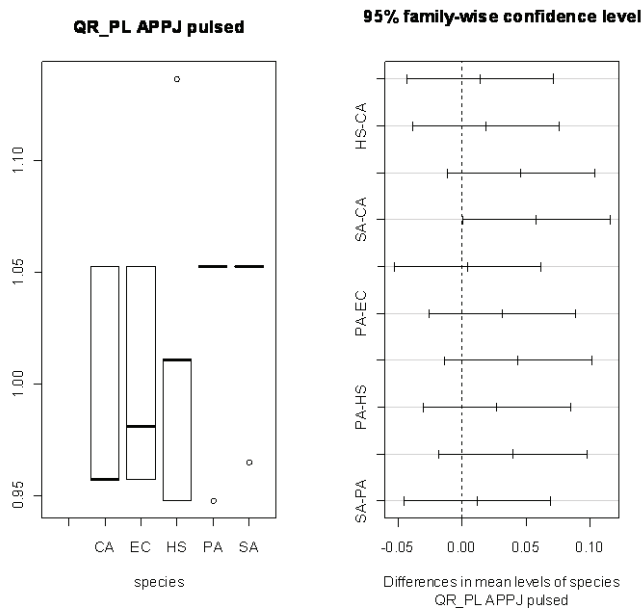 QR_PL APPJ pulsed
1.10
1.05
1.00
0.95
CA EC HS PA SA
species
95% family-wise confidence level
HS-CA
SA-CA
PA-EC
PA-HS
SA-PA
-0.05 0.00 0.05 0.10
Differences in mean levels of species
QR_PL APPJ pulsed